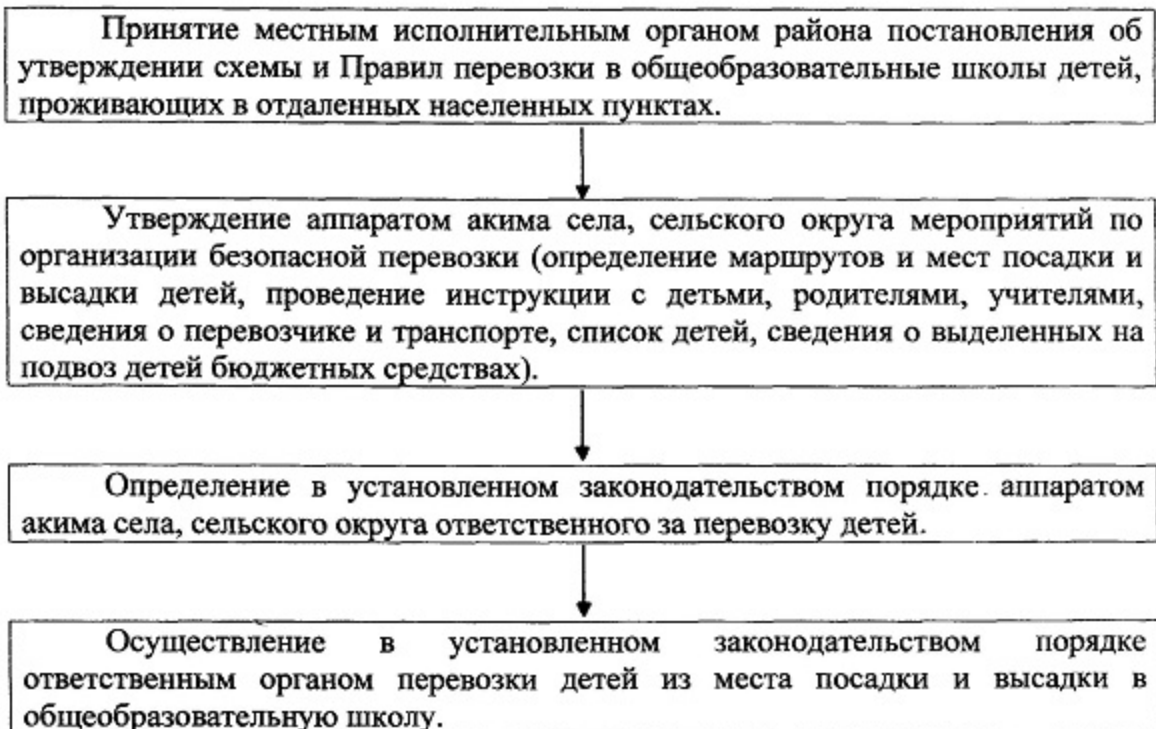 Принятие местным исполнительным органом района постановления об
утверждении схемы и Правил перевозки в общеобразовательные школы детей,
проживающих в отдаленных населенных пунктах.
Утверждение аппаратом акима села, сельского округа мероприятий по
организации безопасной перевозки (определение маршрутов и мест посадки и
высадки детей, проведение инструкции с детьми, родителями, учителями,
сведения о перевозчике и транспорте, список детей, сведения о выделенных на
подвоз детей бюджетных средствах).
Определение в установленном законодательством порядке аппаратом
акима села, сельского округа ответственного за перевозку детей.
Осуществление в установленном законодательством порядке
ответственным органом перевозки детей из места посадки и высадки в
общеобразовательную школу.